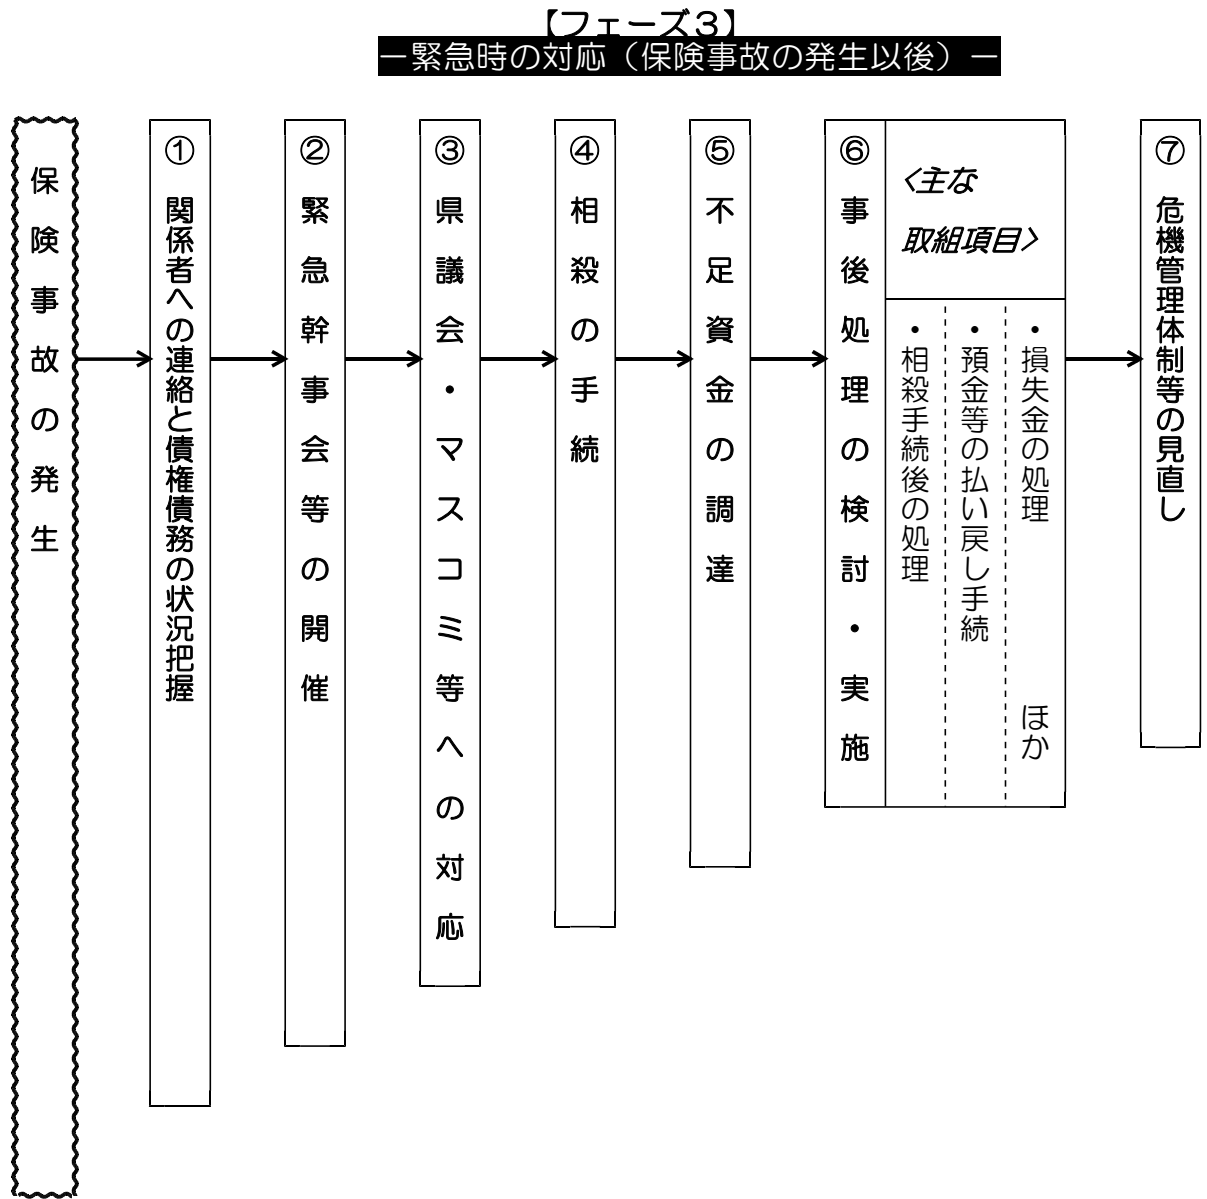 【フェーズ３】
－緊急時の対応（保険事故の発生以後）－
保険事故の発生
① 関係者への連絡と債権債務の状況把握
② 緊急幹事会等の開催
③ 県議会・マスコミ等への対応
④ 相殺の手続
⑤ 不足資金の調達
⑥ 事後処理の検討・実施
<主な
取組項目>
・相殺手続後の処理
・預金等の払い戻し手続
・損失金の処理　ほか
⑦ 危機管理体制等の見直し